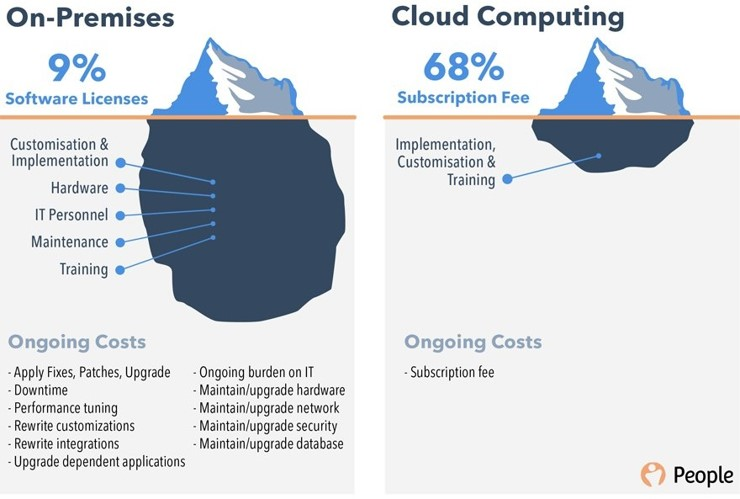 On-Premises
9%
Software Licenses
Customisation &
Implementation
Hardware
IT Personnel
Maintenance
Training
Ongoing Costs
- Apply Fixes, Patches, Upgrade
- Downtime
- Performance tuning
- Rewrite customizations
- Rewrite integrations
- Upgrade dependent applications
- Ongoing burden on IT
- Maintain/upgrade hardware
- Maintain/upgrade network
- Maintain/upgrade security
- Maintain/upgrade database
Cloud Computing
68%
Subscription Fee
Implementation,
Customisation &
Training
Ongoing Costs
- Subscription fee
People